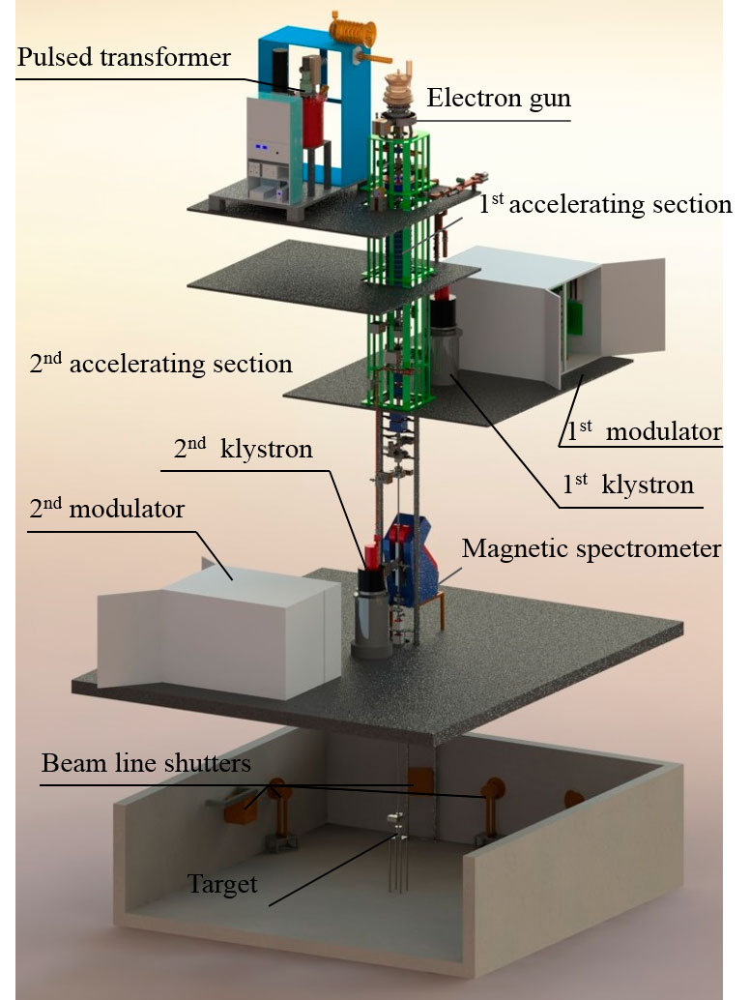 Pulsed transformer
Electron gun
1st accelerating section
2nd accelerating section
1st modulator
2nd klystron
1st klystron
2nd modulator
Magnetic spectrometer
Beam line shutters
Target